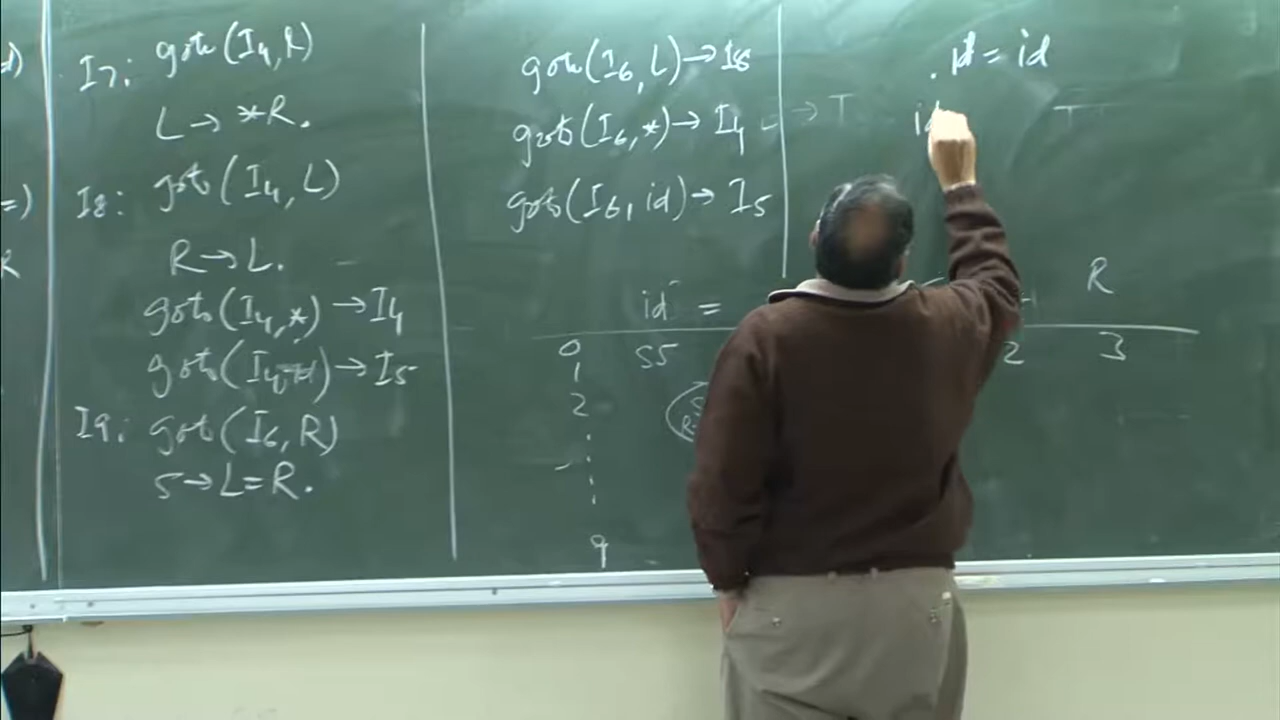 I7: goto(I4,R)
L → *R.
I8: goto(I4, L)
R → L.
goto(I4,*) → I4
goto(I4,id) → I5
I9: goto(I6,R)
S → L=R.
goto(I6,L) → I8
goto(I6,*) → I4
goto(I6,id) → I5
. id = id
id
id =
R
0 S5 2 3
1
2
9
=)
R